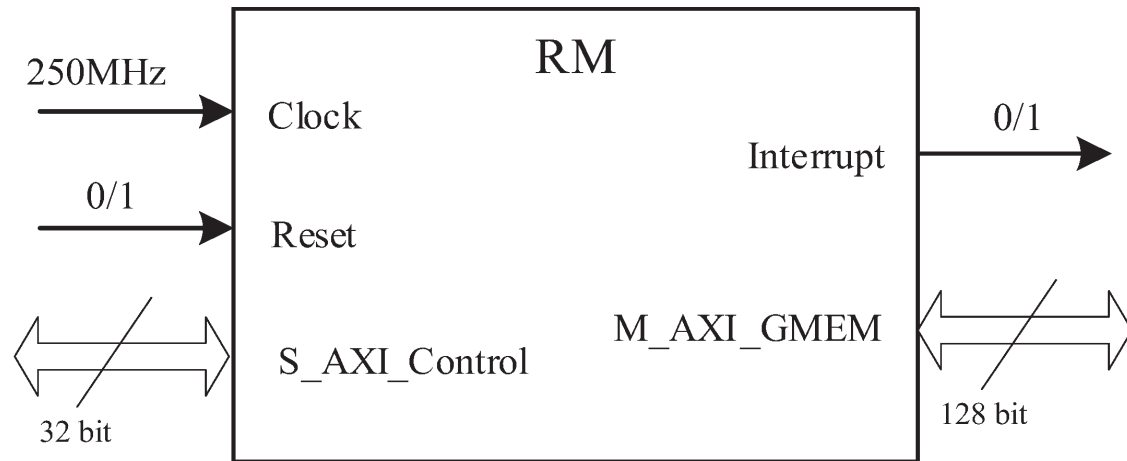 RM
250MHz
Clock
0/1
Interrupt
0/1
Reset
S_AXI_Control
32 bit
M_AXI_GMEM
128 bit